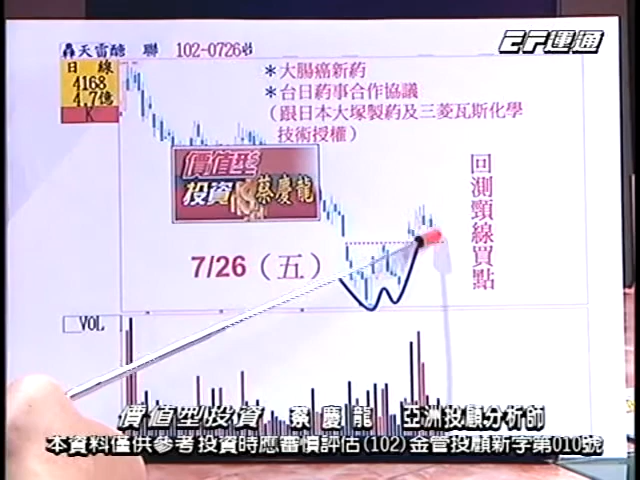 天雷醣 聯 102-0726
日 線
4168
4.7億
K
*大腸癌新葯
*台日葯事合作協議
(跟日本大塚製葯及三菱瓦斯化學
技術授權)
價值型
投資 蔡慶龍
回測頸線買點
7/26(五)
VOL
運通
價值型投資 蔡慶龍 亞洲投顧分析師
本資料僅供參考投資時應審慎評估(102)金管投顧新字第010號